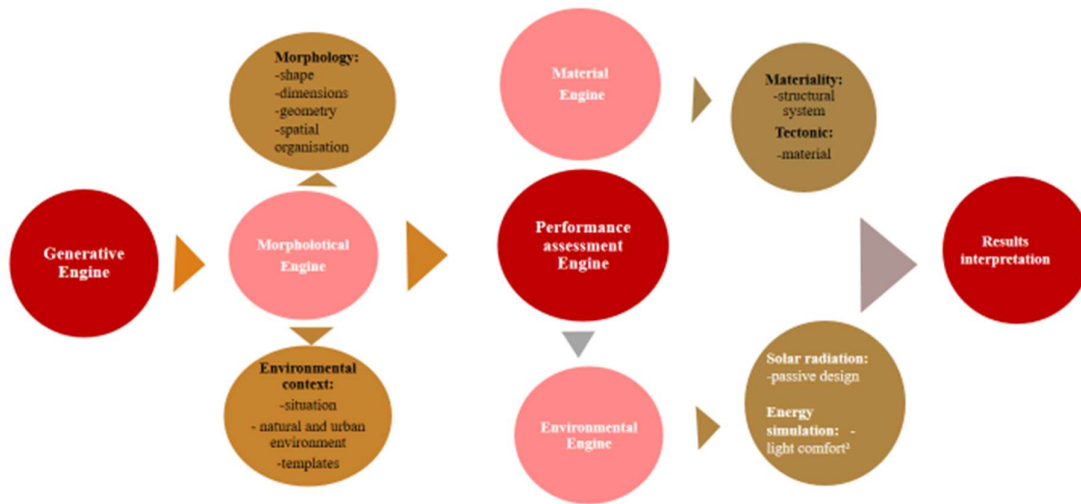 Generative
Engine
Morphology:
-shape
-dimensions
-geometry
-spatial
organisation
Morpholotical
Engine
Environmental
context:
-situation
- natural and urban
environment
-templates
Material
Engine
Performance
assessment
Engine
Environmental
Engine
Materiality:
-structural
system
Tectonic:
-material
Solar radiation:
-passive design
Energy
simulation: -
light comfort²
Results
interpretation